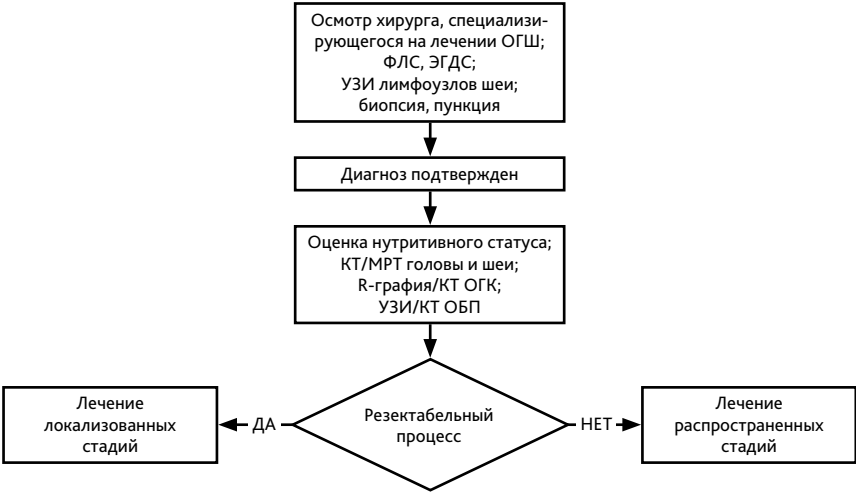 Осмотр хирурга, специализи-
рующегося на лечении ОГШ;
ФЛС, ЭГДС;
УЗИ лимфоузлов шеи;
биопсия, пункция
Диагноз подтвержден
Оценка нутритивного статуса;
КТ/МРТ головы и шеи;
R-графия/КТ ОГК;
УЗИ/КТ ОБП
Резектабельный
процесс
ДА
НЕТ
Лечение
локализованных
стадий
Лечение
распространенных
стадий